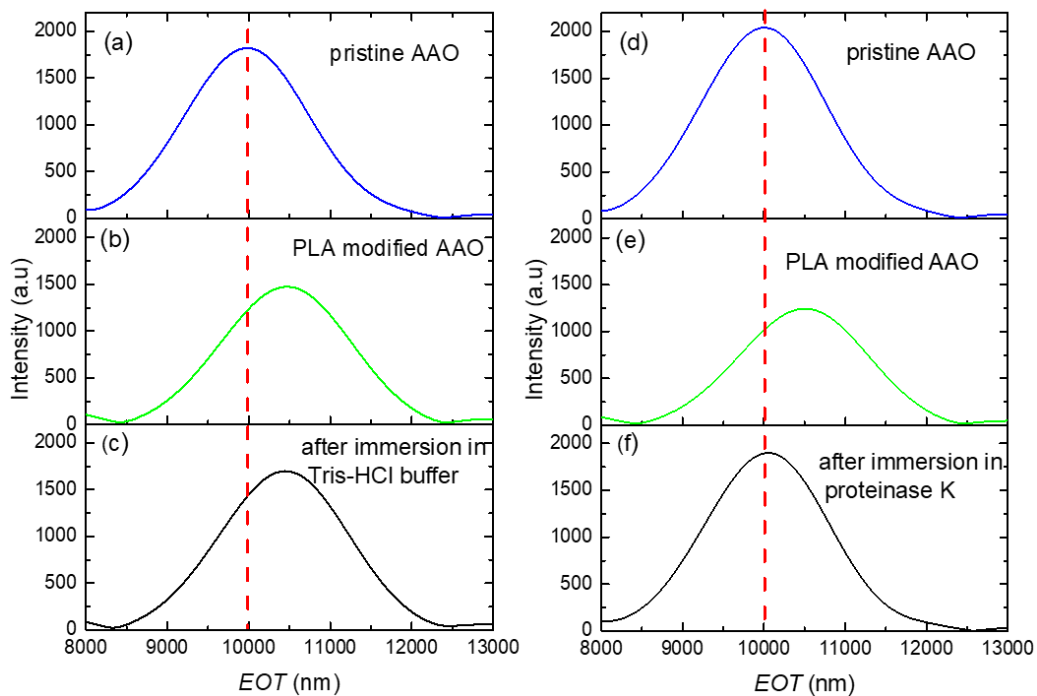 (a)
pristine AAO
2000
1500
1000
500
0
(b)
PLA modified AAO
2000
1500
1000
500
0
(c)
after immersion in
Tris-HCl buffer
2000
1500
1000
500
0
Intensity (a.u)
8000 9000 10000 11000 12000 13000
EOT (nm)
(d)
pristine AAO
2000
1500
1000
500
0
(e)
PLA modified AAO
2000
1500
1000
500
0
(f)
after immersion in
proteinase K
2000
1500
1000
500
0
Intensity (a.u)
8000 9000 10000 11000 12000 13000
EOT (nm)